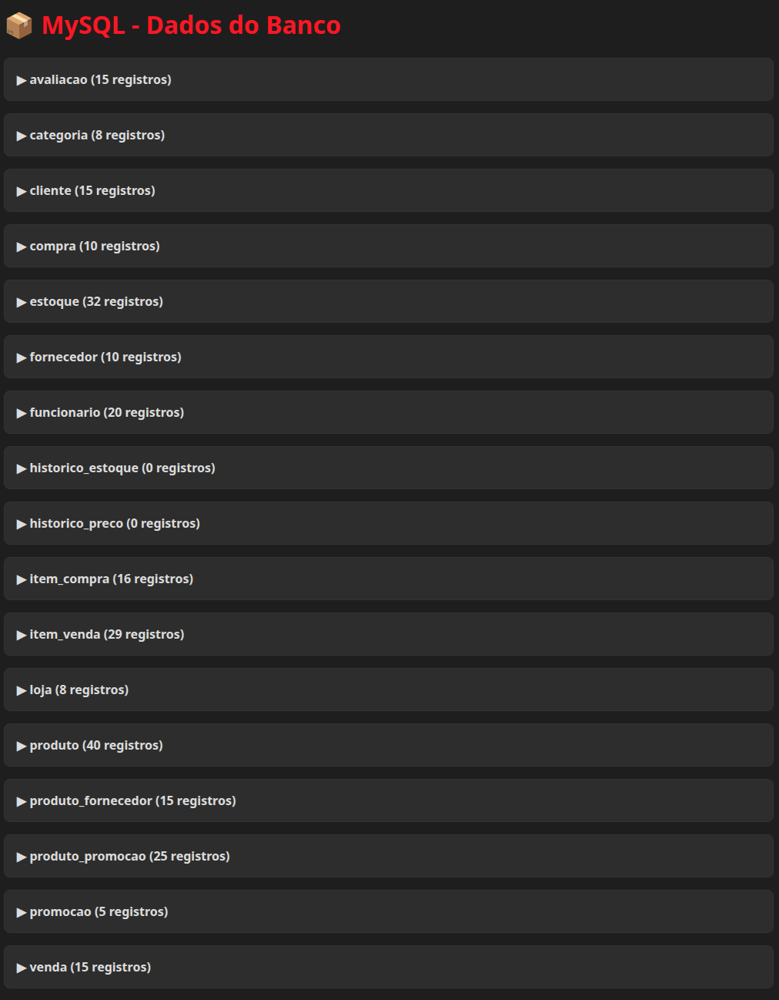 MySQL - Dados do Banco
▶ avaliacao (15 registros)
▶ categoria (8 registros)
▶ cliente (15 registros)
▶ compra (10 registros)
▶ estoque (32 registros)
▶ fornecedor (10 registros)
▶ funcionario (20 registros)
▶ historico_estoque (0 registros)
▶ historico_preco (0 registros)
▶ item_compra (16 registros)
▶ item_venda (29 registros)
▶ loja (8 registros)
▶ produto (40 registros)
▶ produto_fornecedor (15 registros)
▶ produto_promocao (25 registros)
▶ promocao (5 registros)
▶ venda (15 registros)